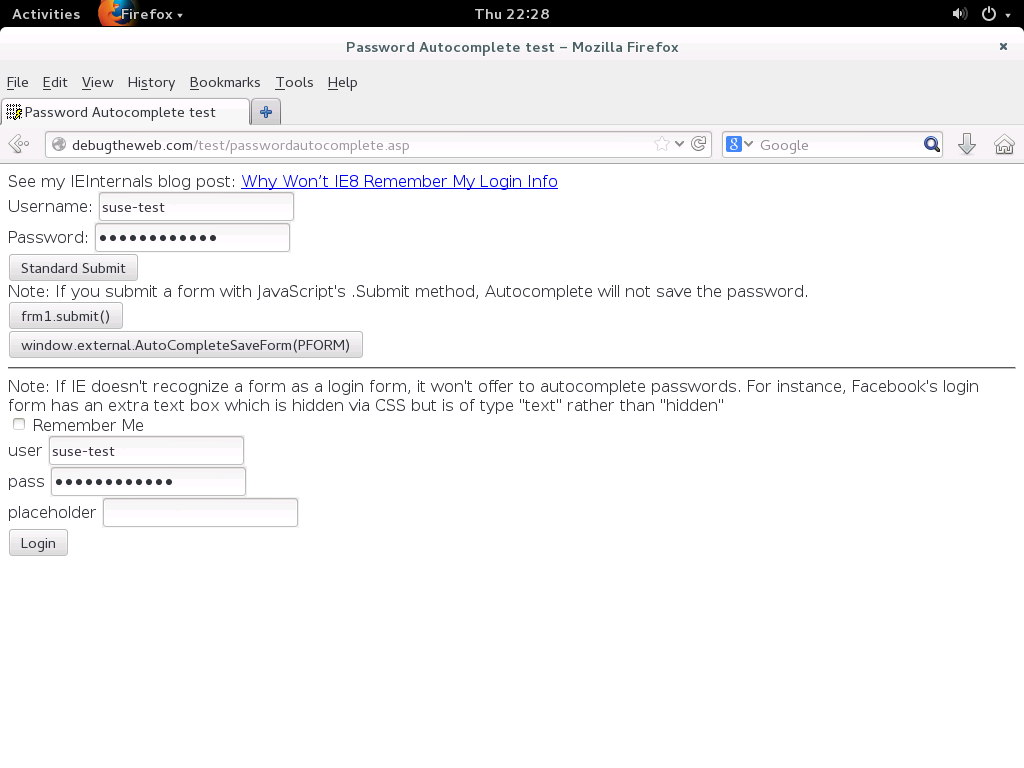 Activities Firefox Thu 22:28
Password Autocomplete test – Mozilla Firefox
File Edit View History Bookmarks Tools Help
Password Autocomplete test
debugtheweb.com/test/passwordautocomplete.asp 8 Google
See my IEInternals blog post: Why Won’t IE8 Remember My Login Info
Username: suse-test
Password: ●●●●●●●●●●●●
Standard Submit
Note: If you submit a form with JavaScript's .Submit method, Autocomplete will not save the password.
frm1.submit()
window.external.AutoCompleteSaveForm(PFORM)
Note: If IE doesn't recognize a form as a login form, it won't offer to autocomplete passwords. For instance, Facebook's login
form has an extra text box which is hidden via CSS but is of type "text" rather than "hidden"
Remember Me
user suse-test
pass ●●●●●●●●●●●●
placeholder
Login